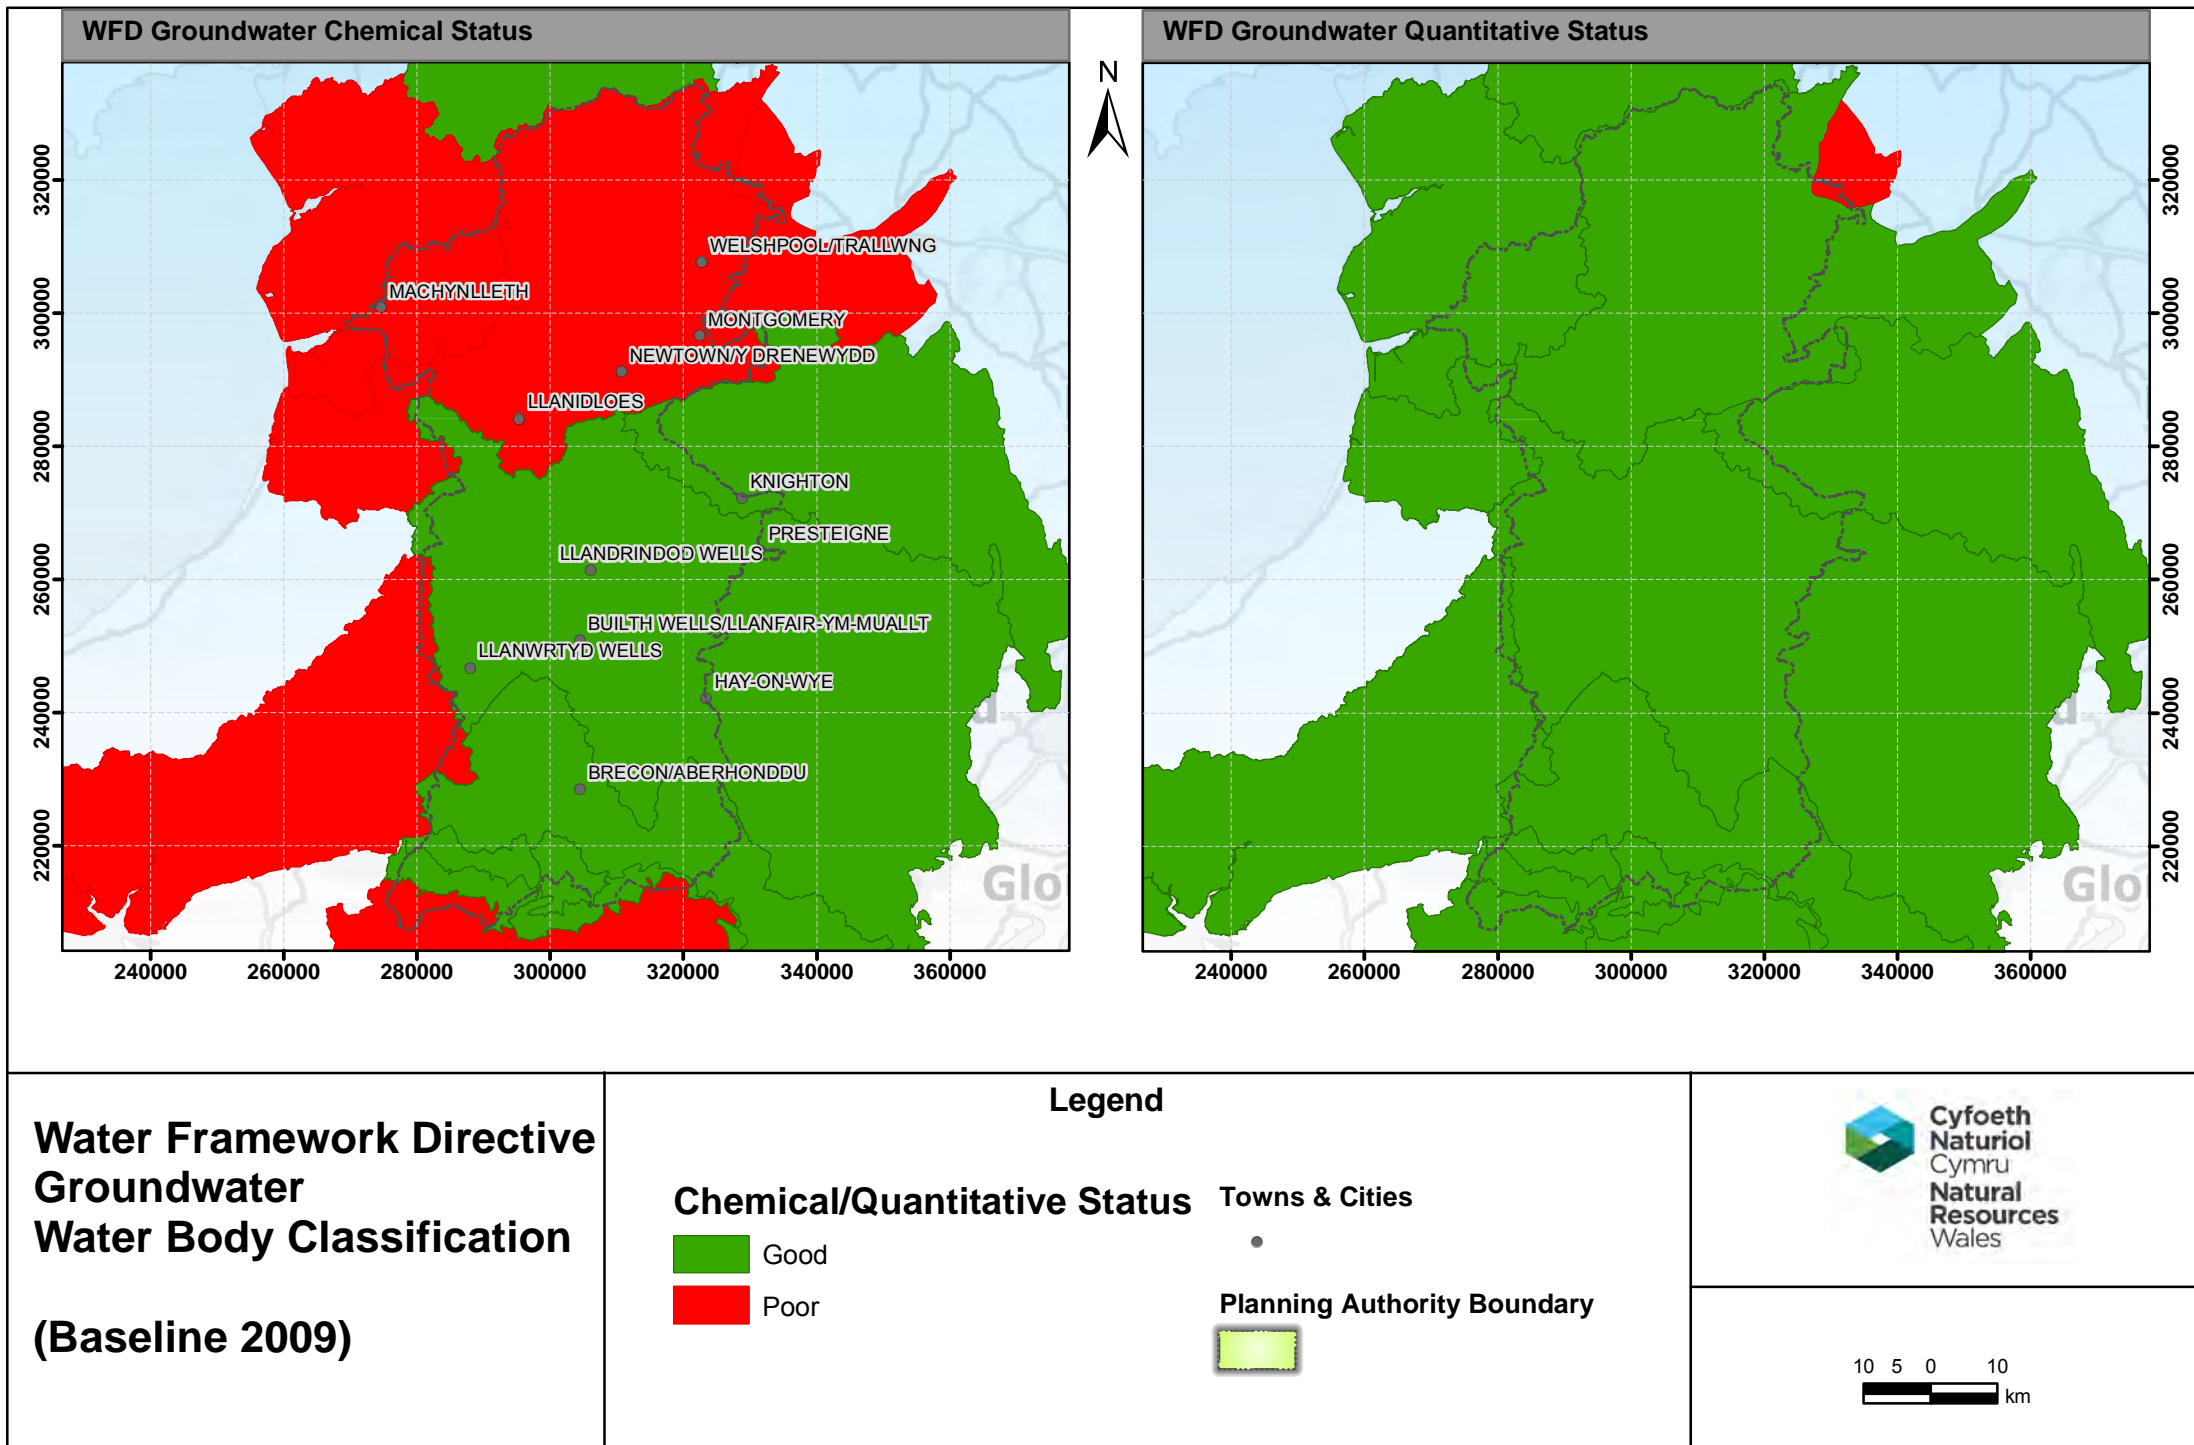 WFD Groundwater Chemical Status
WFD Groundwater Quantitative Status
N
WELSHPOOL/TRALLWNG
MACHYNLLETH
MONTGOMERY
NEWTOWN/Y DRENEWYDD
LLANIDLOES
KNIGHTON
PRESTEIGNE
LLANDRINDOD WELLS
BUILTH WELLS/LLANFAIR-YM-MUALLT
LLANWRTYD WELLS
HAY-ON-WYE
BRECON/ABERHONDDU
320000
300000
280000
260000
240000
220000
240000 260000 280000 300000 320000 340000 360000
Glo
d
320000
300000
280000
260000
240000
220000
240000 260000 280000 300000 320000 340000 360000
Glo
d
Water Framework Directive
Groundwater
Water Body Classification
(Baseline 2009)
Legend
Chemical/Quantitative Status
Good
Poor
Towns & Cities
Planning Authority Boundary
Cyfoeth
Naturiol
Cymru
Natural
Resources
Wales
10 5 0 10
km